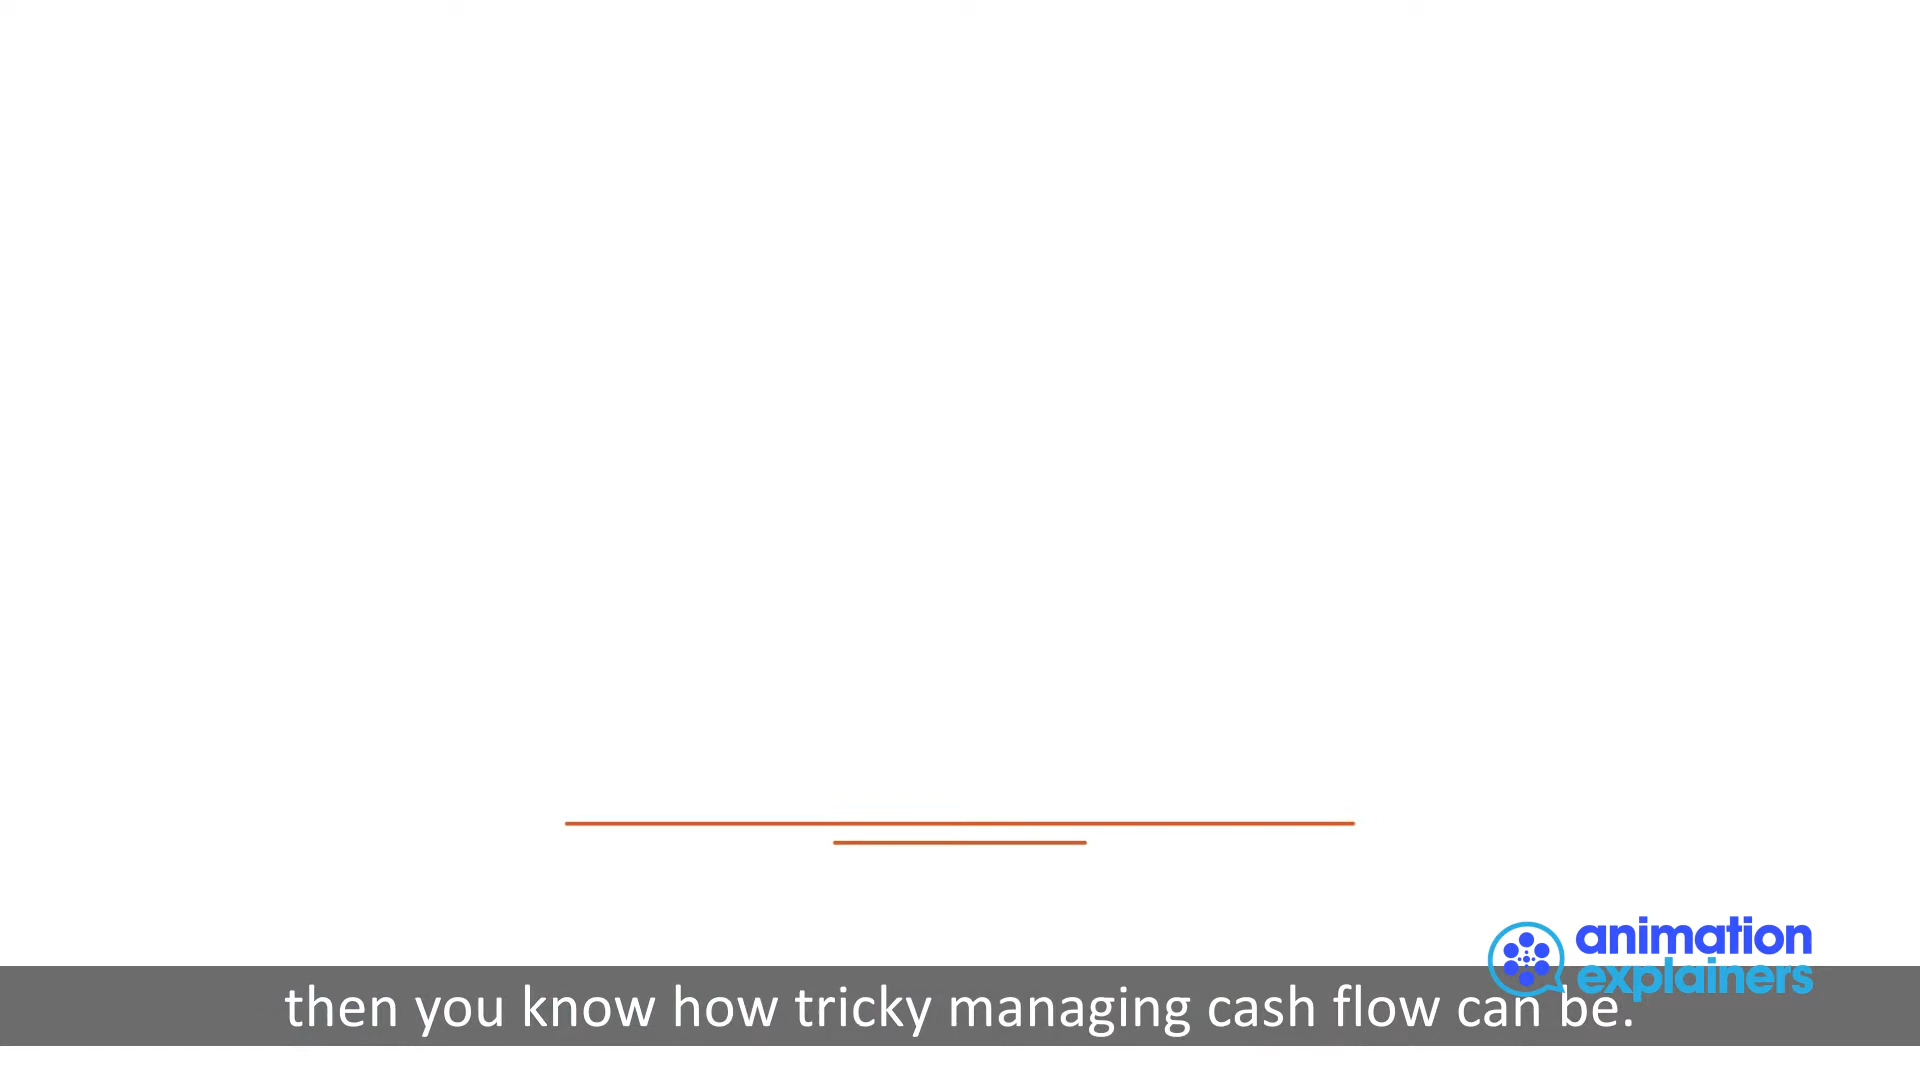 animation
explainers
then you know how tricky managing cash flow can be.